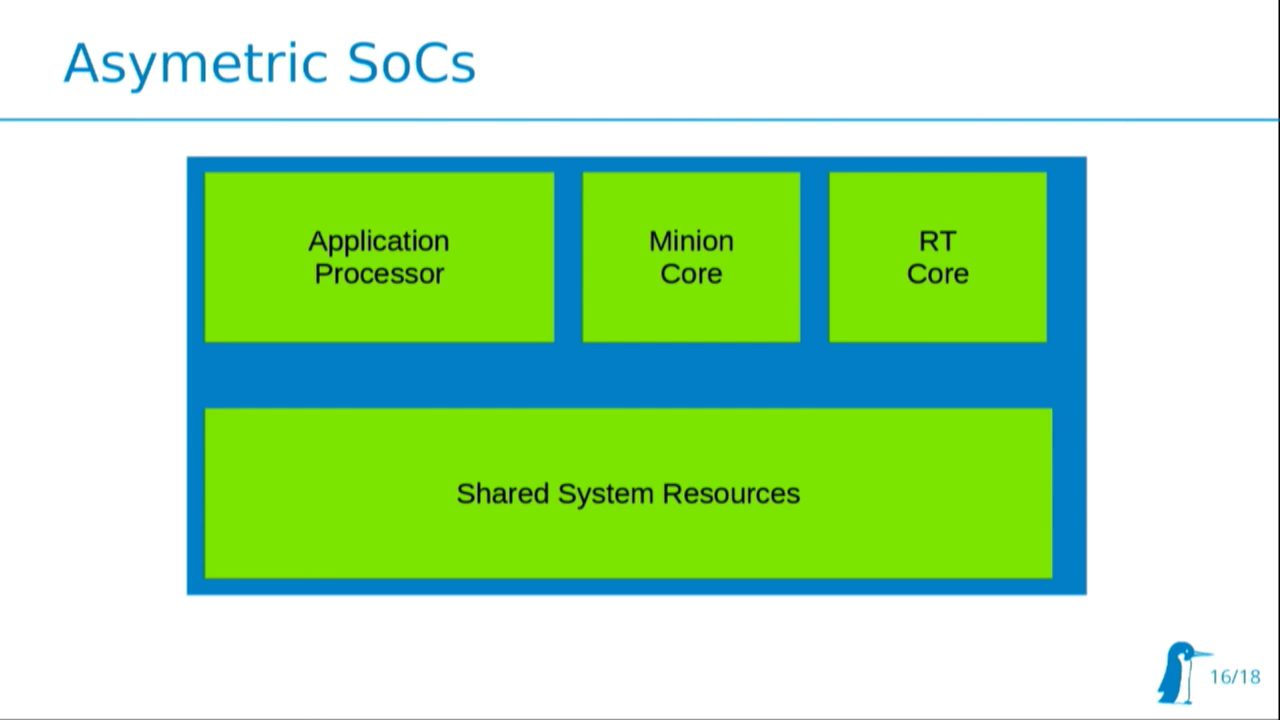 Asymetric SoCs
Application
Processor
Minion
Core
RT
Core
Shared System Resources
16/18